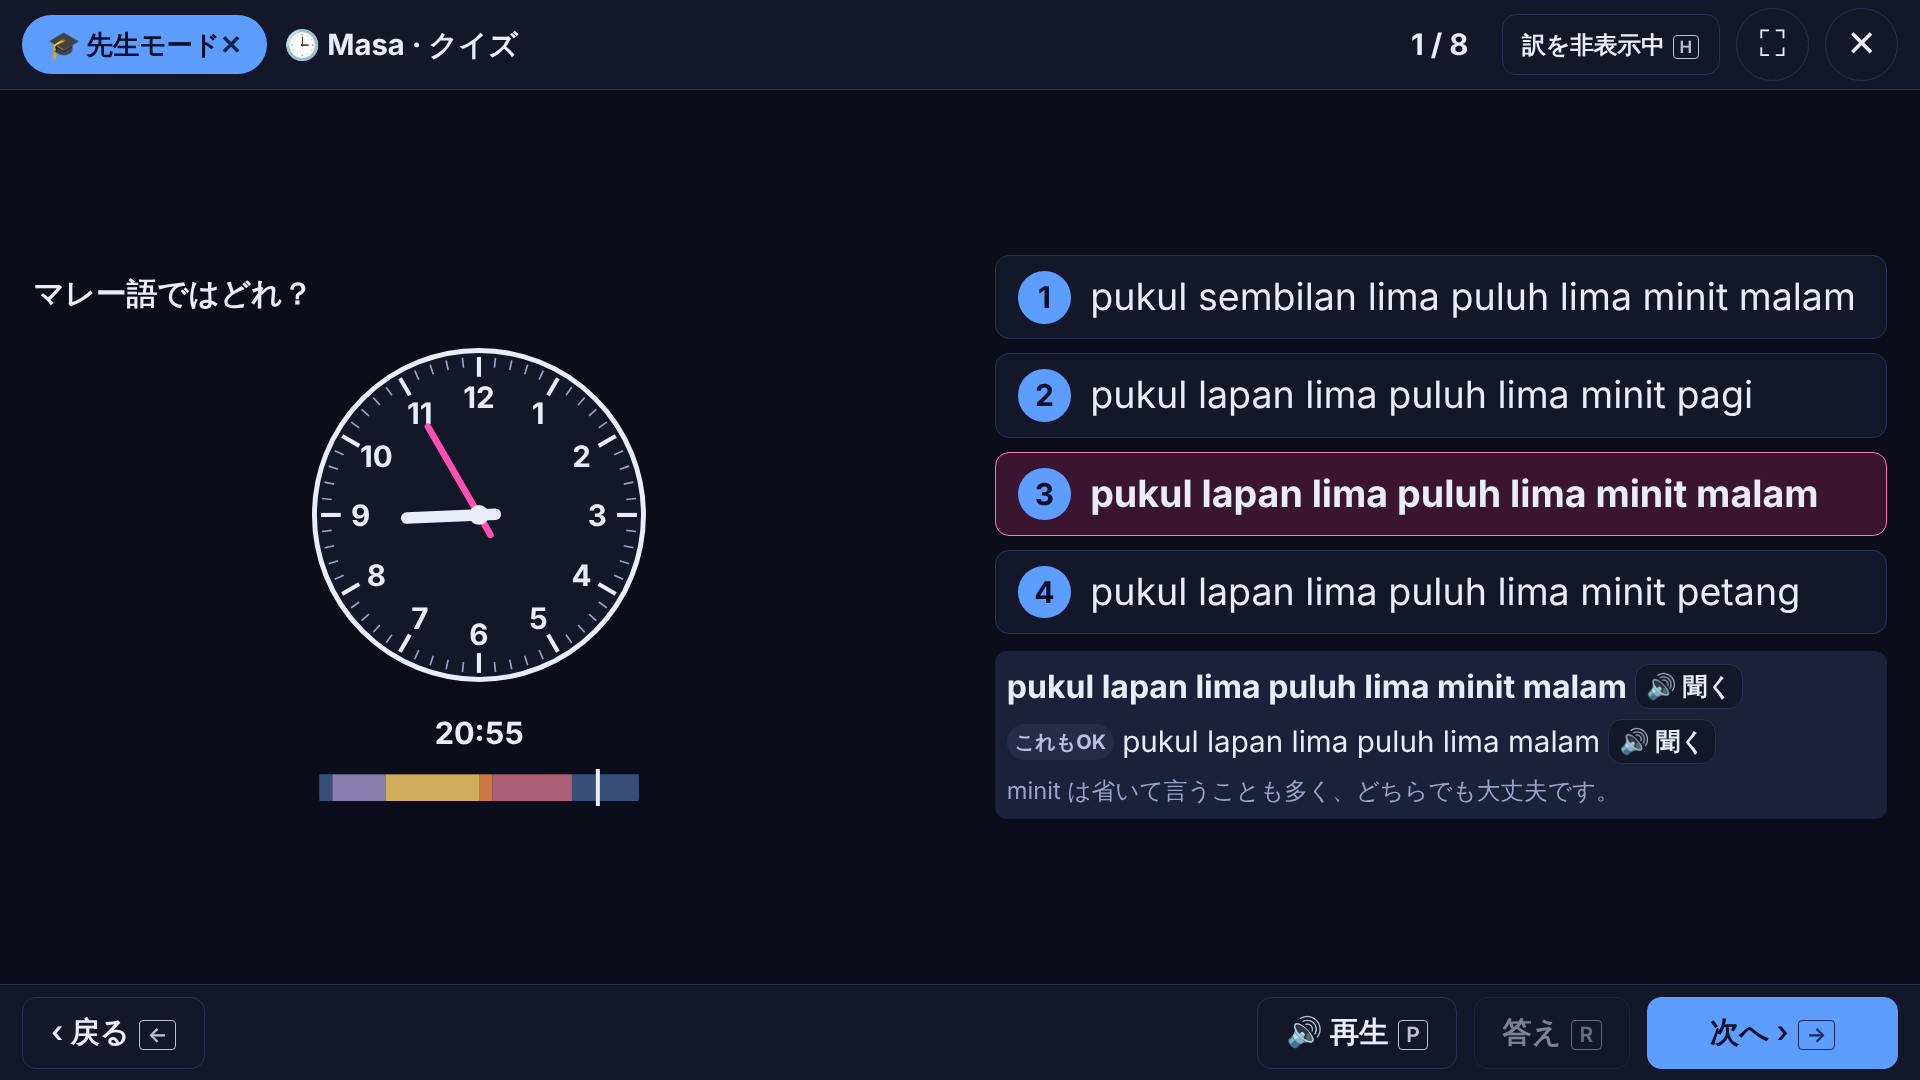 🎓 先生モード✕
🕒 Masa · クイズ
1 / 8
訳を非表示中 H
✕
マレー語ではどれ？
12
1
2
3
4
5
6
7
8
9
10
11
20:55
1 pukul sembilan lima puluh lima minit malam
2 pukul lapan lima puluh lima minit pagi
3 pukul lapan lima puluh lima minit malam
4 pukul lapan lima puluh lima minit petang
pukul lapan lima puluh lima minit malam 🔊 聞く
これもOK pukul lapan lima puluh lima malam 🔊 聞く
minit は省いて言うことも多く、どちらでも大丈夫です。
‹ 戻る ←
🔊 再生 P
答え R
次へ › →